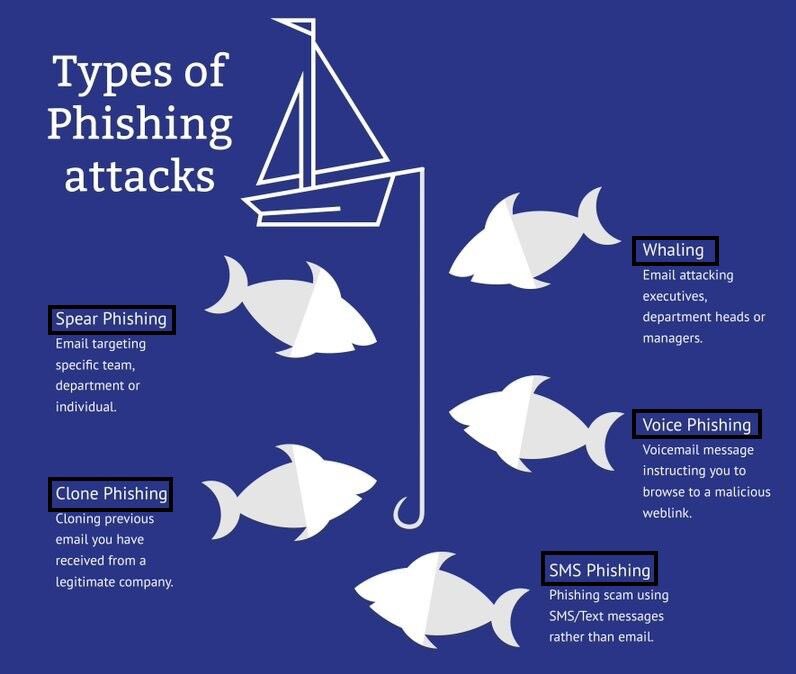 Types of
Phishing
attacks
Whaling
Email attacking
executives,
department heads or
managers.
Spear Phishing
Email targeting
specific team,
department or
individual.
Voice Phishing
Voicemail message
instructing you to
browse to a malicious
weblink.
Clone Phishing
Cloning previous
email you have
received from a
legitimate company.
SMS Phishing
Phishing scam using
SMS/Text messages
rather than email.